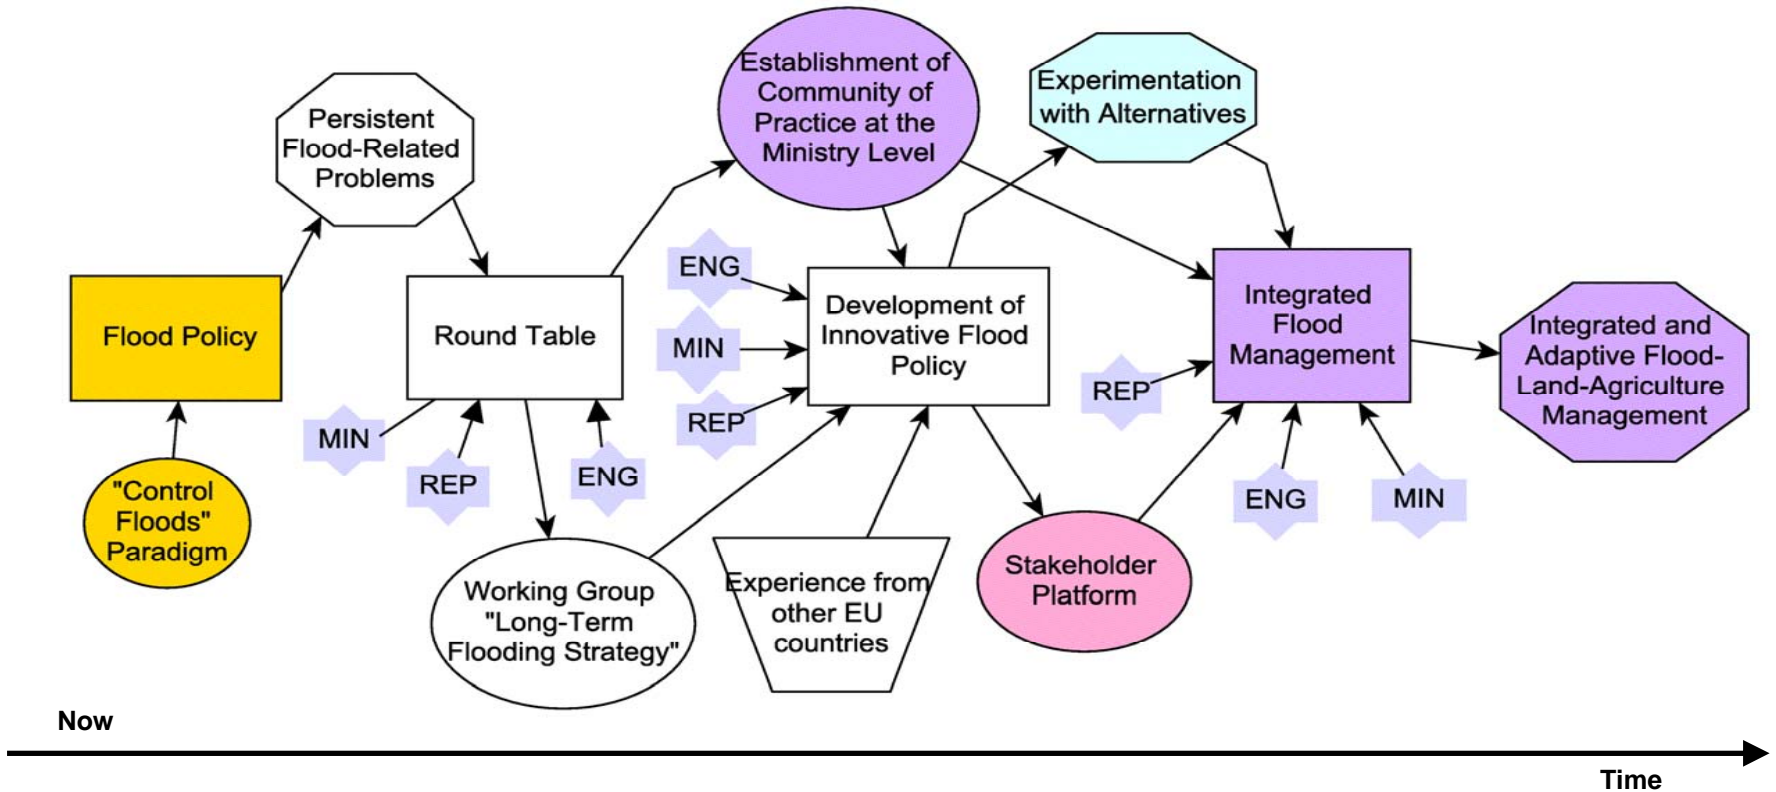 Establishment of
Community of
Practice at the
Ministry Level
Experimentation
with Alternatives
Persistent
Flood-Related
Problems
Flood Policy
Round Table
ENG
MIN
REP
Development of
Innovative Flood
Policy
Integrated
Flood
Management
REP
Integrated and
Adaptive Flood-
Land-Agriculture
Management
"Control
Floods"
Paradigm
MIN
REP
ENG
ENG
MIN
Working Group
"Long-Term
Flooding Strategy"
Experience from
other EU
countries
Stakeholder
Platform
Now
Time